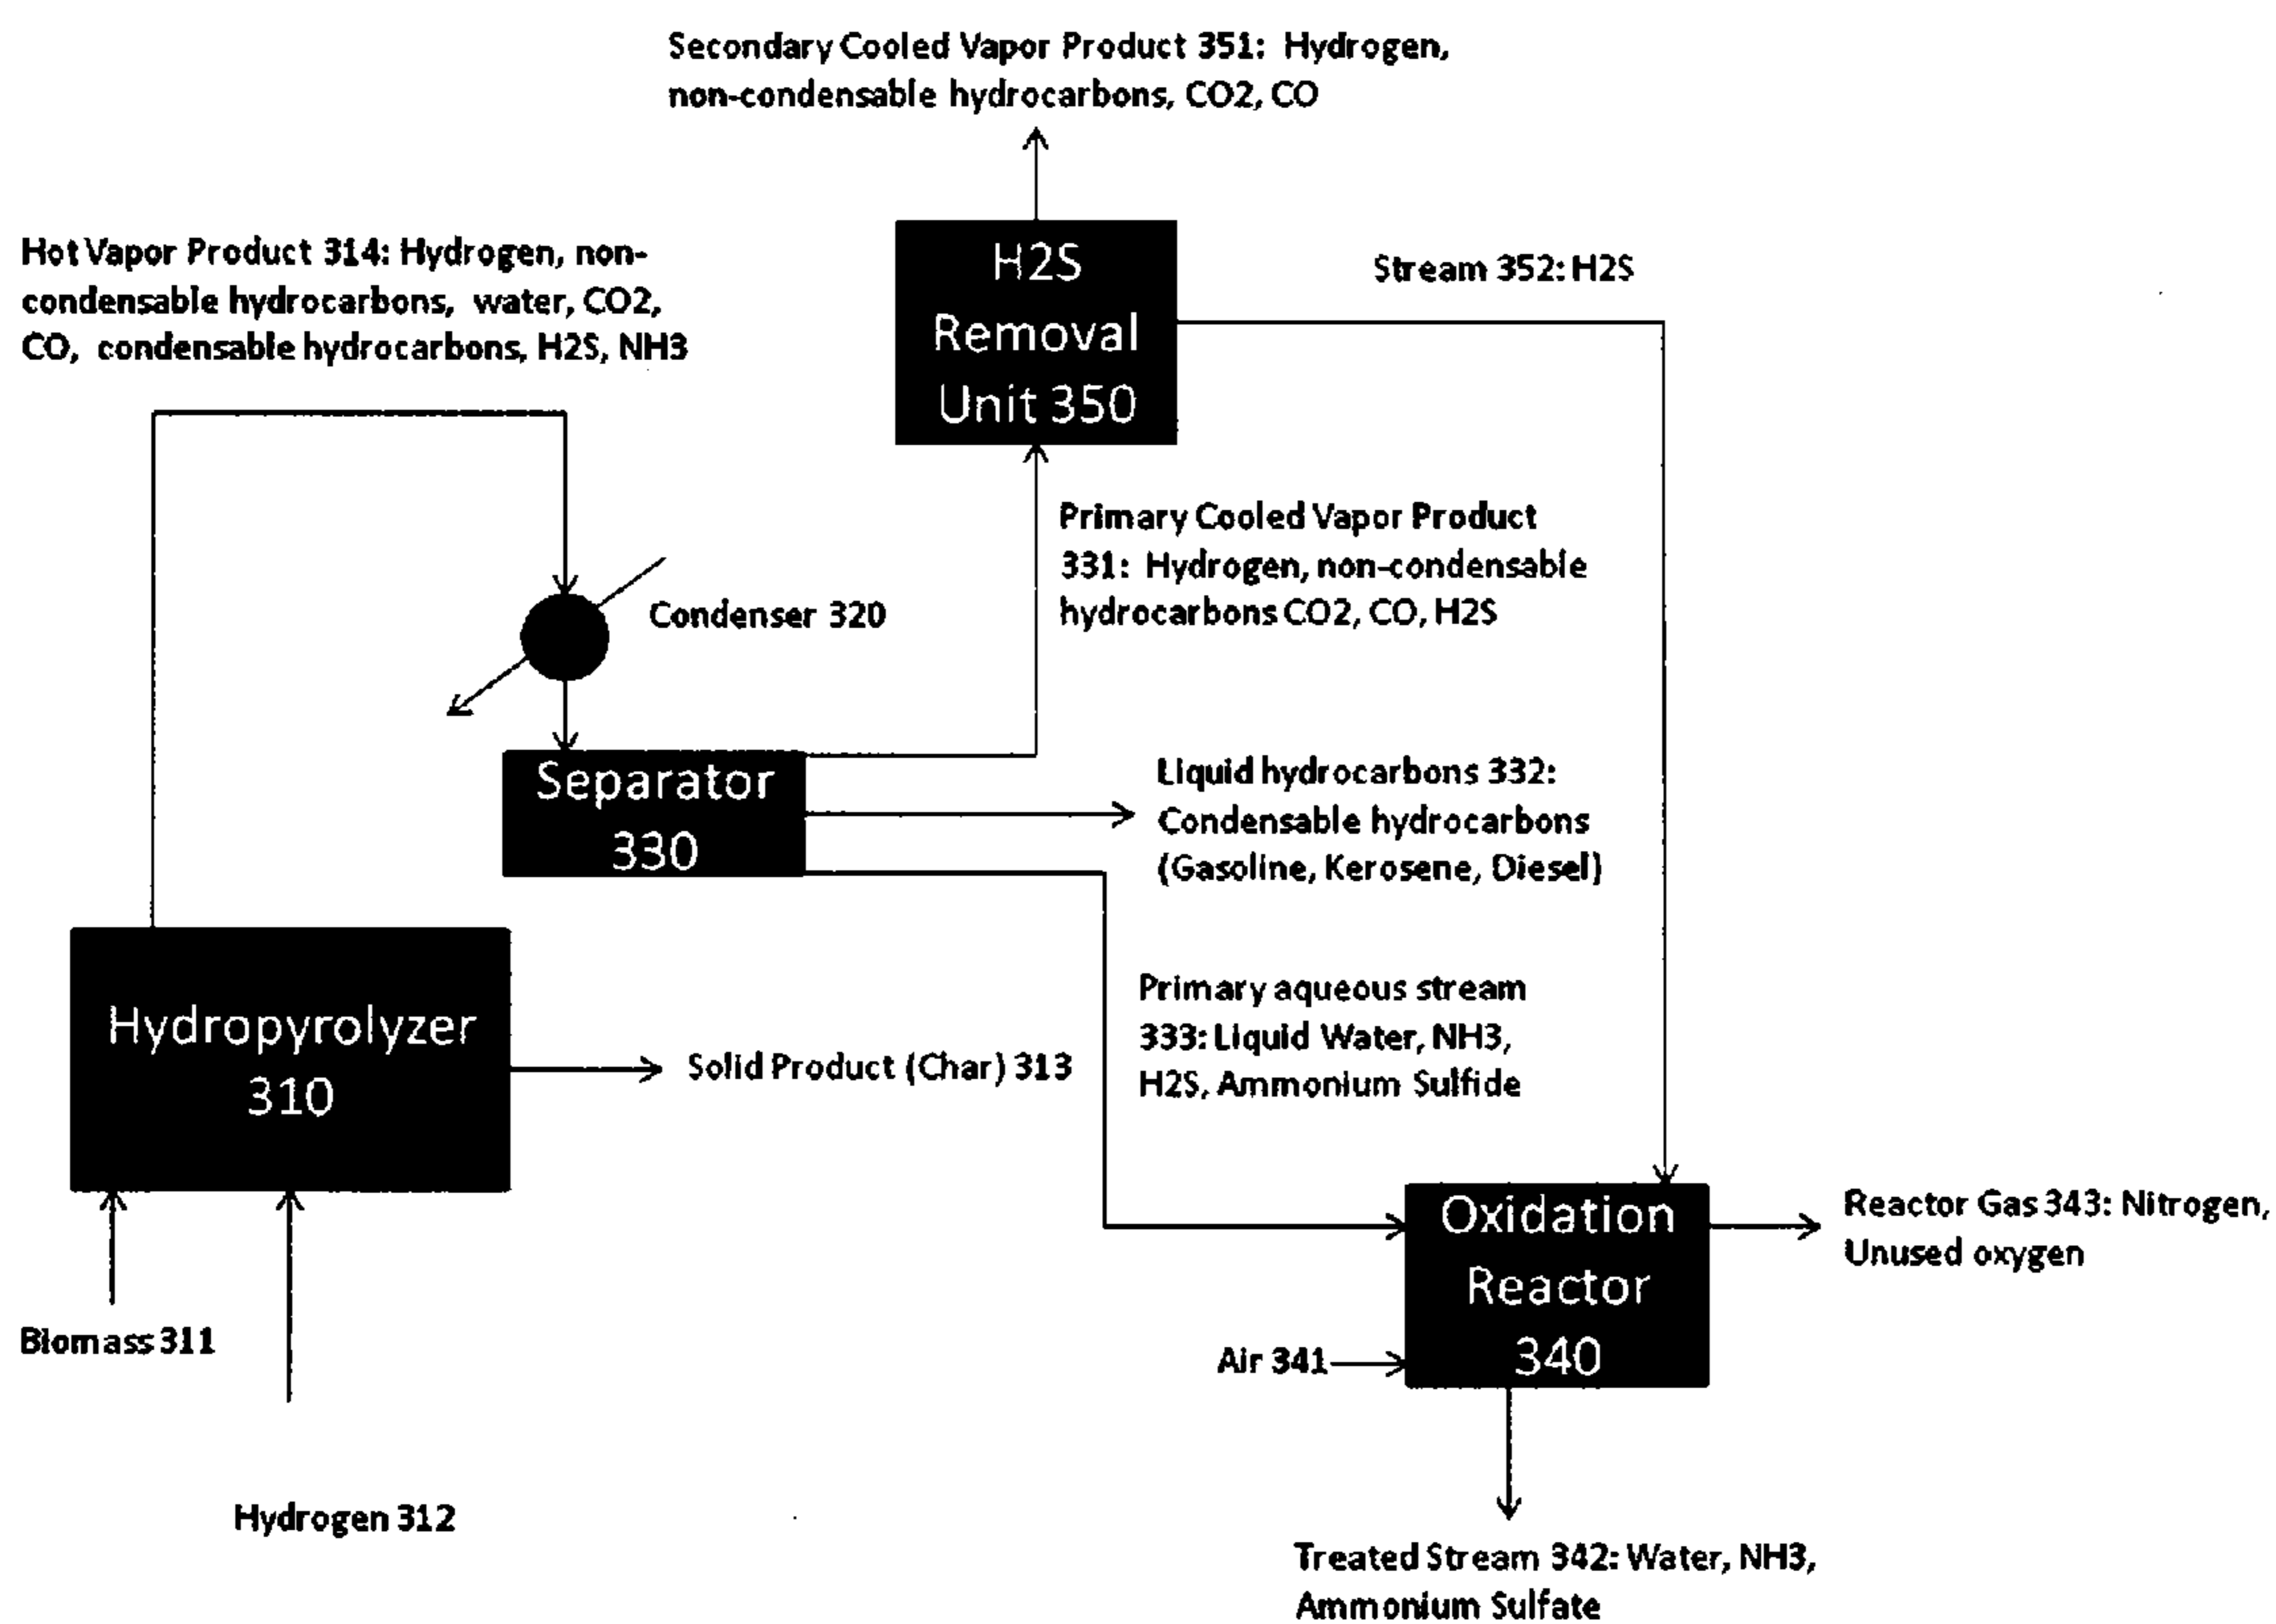 Secondary Cooled Vapor Product 351: Hydrogen,
non-condensable hydrocarbons, CO2, CO
Hot Vapor Product 314: Hydrogen, non-
condensable hydrocarbons, water, CO2,
CO, condensable hydrocarbons, H2S, NH3
H2S
Removal
Unit 350
Stream 352: H2S
Primary Cooled Vapor Product
331: Hydrogen, non-condensable
hydrocarbons CO2, CO, H2S
Condenser 320
Separator
330
Liquid hydrocarbons 332:
Condensable hydrocarbons
(Gasoline, Kerosene, Diesel)
Hydropyrolyzer
310
Solid Product (Char) 313
Primary aqueous stream
333: Liquid Water, NH3,
H2S, Ammonium Sulfide
Biomass 311
Hydrogen 312
Oxidation
Reactor
340
Air 341
Reactor Gas 343: Nitrogen,
Unused oxygen
Treated Stream 342: Water, NH3,
Ammonium Sulfate